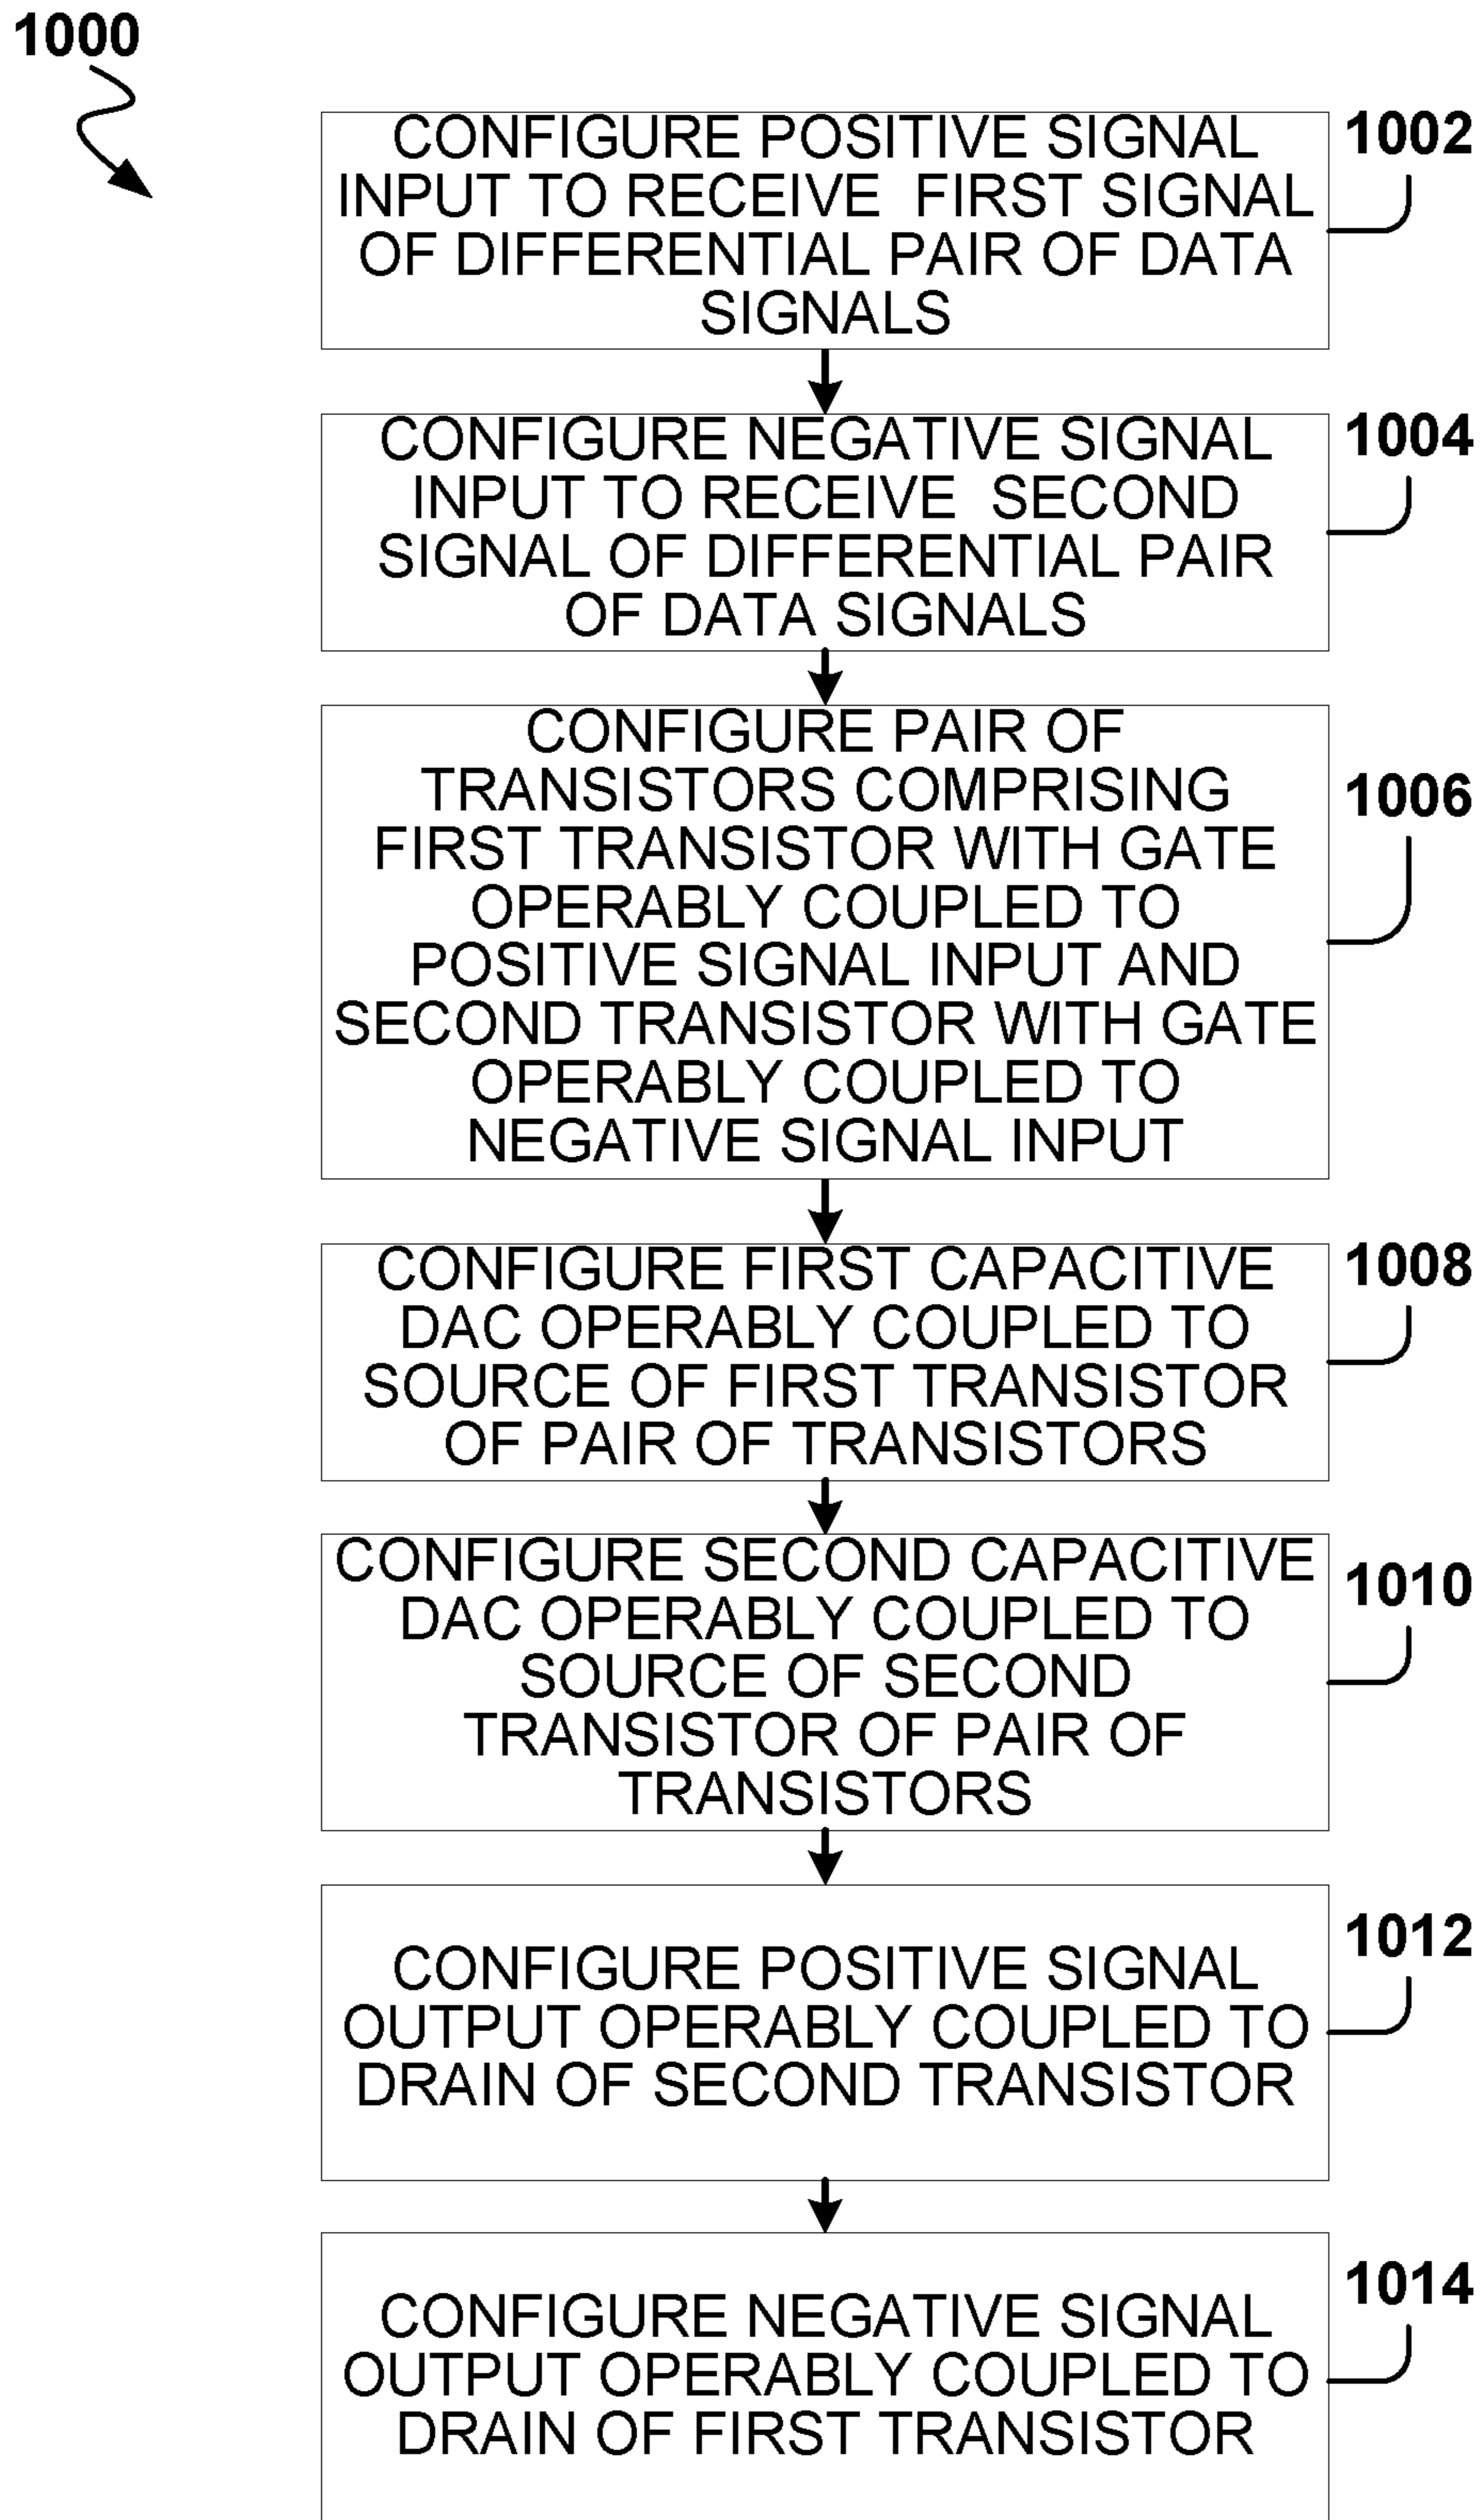 1000
CONFIGURE POSITIVE SIGNAL
INPUT TO RECEIVE FIRST SIGNAL
OF DIFFERENTIAL PAIR OF DATA
SIGNALS
1002
CONFIGURE NEGATIVE SIGNAL
INPUT TO RECEIVE SECOND
SIGNAL OF DIFFERENTIAL PAIR
OF DATA SIGNALS
1004
CONFIGURE PAIR OF
TRANSISTORS COMPRISING
FIRST TRANSISTOR WITH GATE
OPERABLY COUPLED TO
POSITIVE SIGNAL INPUT AND
SECOND TRANSISTOR WITH GATE
OPERABLY COUPLED TO
NEGATIVE SIGNAL INPUT
1006
CONFIGURE FIRST CAPACITIVE
DAC OPERABLY COUPLED TO
SOURCE OF FIRST TRANSISTOR
OF PAIR OF TRANSISTORS
1008
CONFIGURE SECOND CAPACITIVE
DAC OPERABLY COUPLED TO
SOURCE OF SECOND
TRANSISTOR OF PAIR OF
TRANSISTORS
1010
CONFIGURE POSITIVE SIGNAL
OUTPUT OPERABLY COUPLED TO
DRAIN OF SECOND TRANSISTOR
1012
CONFIGURE NEGATIVE SIGNAL
OUTPUT OPERABLY COUPLED TO
DRAIN OF FIRST TRANSISTOR
1014